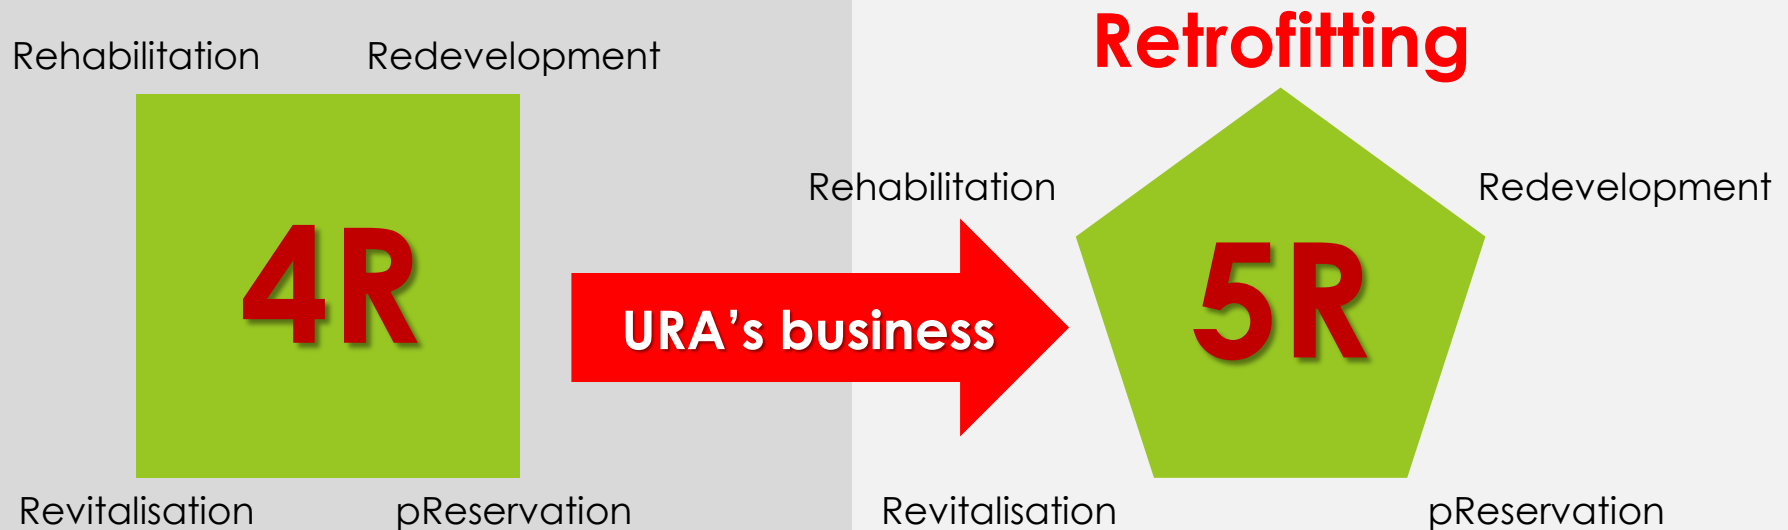 Rehabilitation
Redevelopment
4R
Revitalisation
pReservation
URA's business
Retrofitting
Rehabilitation
Redevelopment
5R
Revitalisation
pReservation